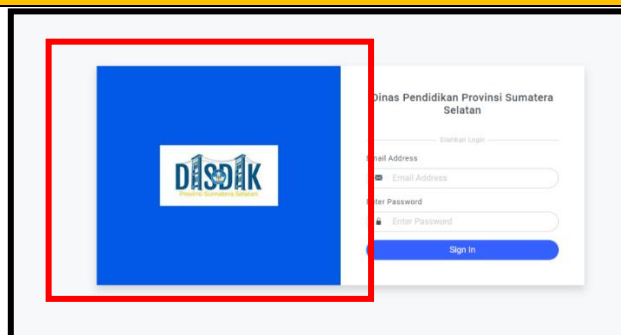 DISDIK
Provinsi Sumatera Selatan
Dinas Pendidikan Provinsi Sumatera
Selatan
Silahkan Login
Email Address
Email Address
Enter Password
Enter Password
Sign In